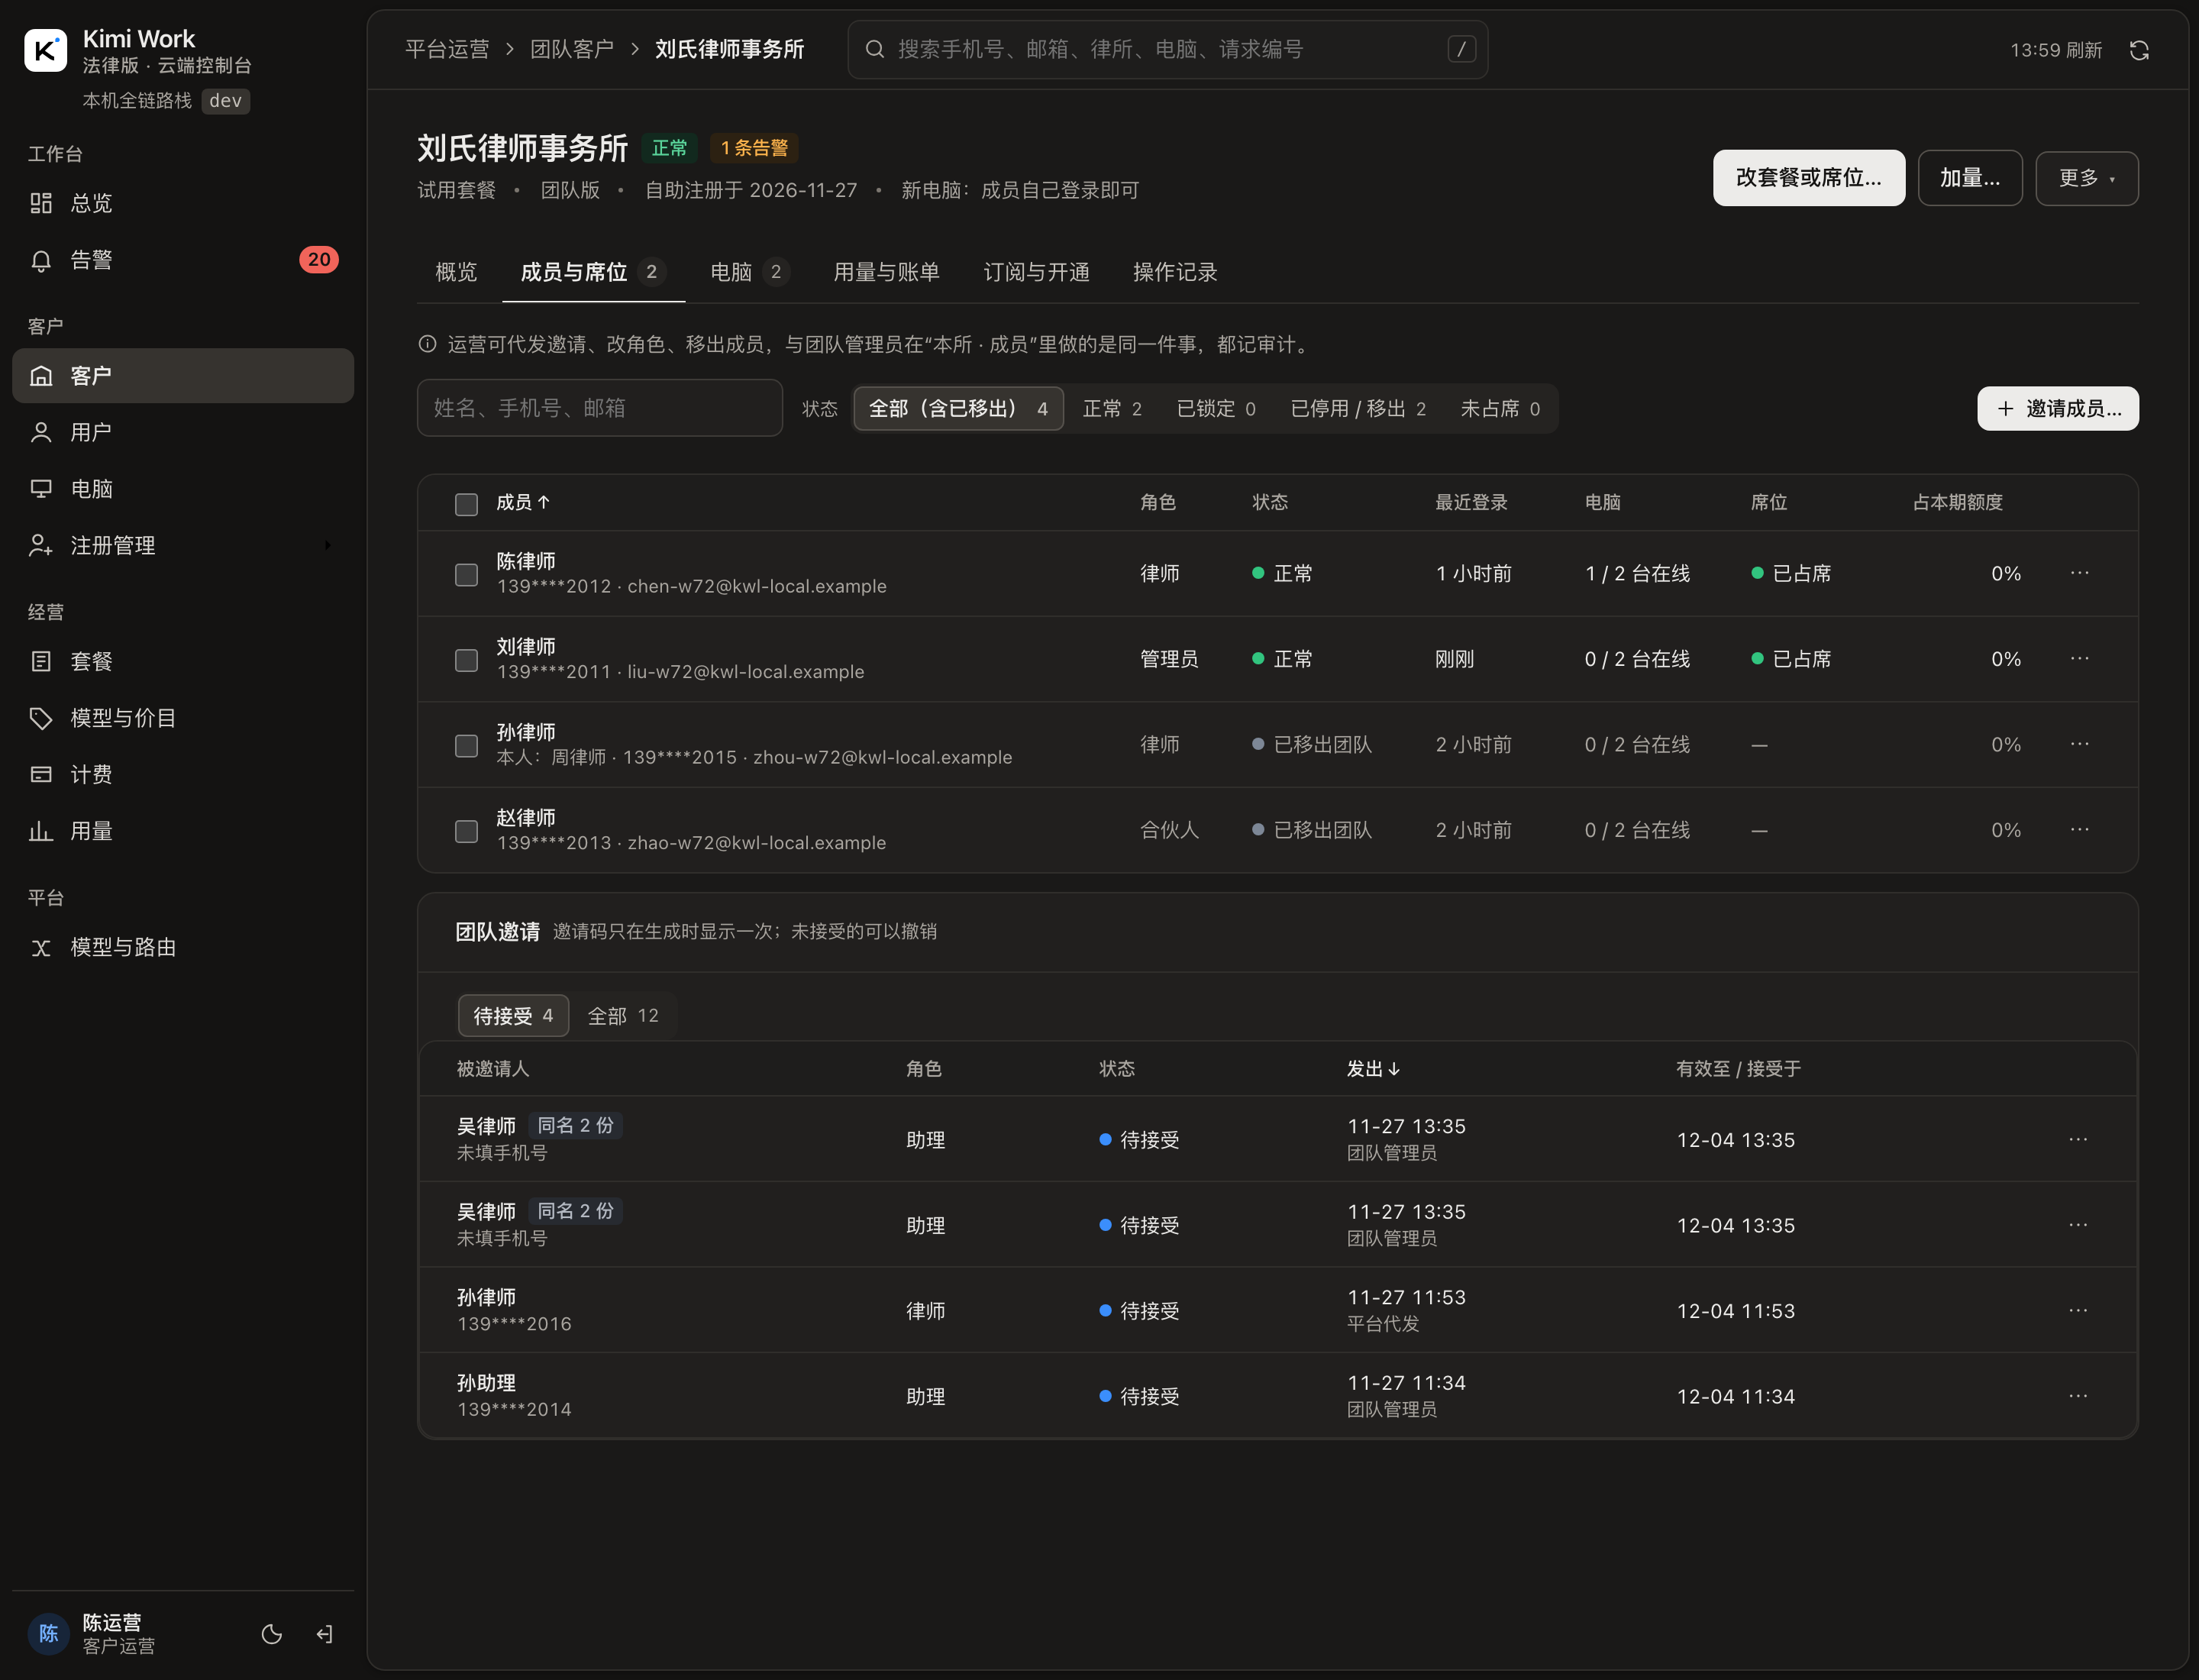 Kimi Work
法律版 · 云端控制台
本机全链路栈 dev
工作台
总览
告警 20
客户
客户
用户
电脑
注册管理
经营
套餐
模型与价目
计费
用量
平台
模型与路由
陈 陈运营
客户运营
平台运营 > 团队客户 > 刘氏律师事务所
搜索手机号、邮箱、律所、电脑、请求编号 /
13:59 刷新
刘氏律师事务所 正常 1 条告警
试用套餐 • 团队版 • 自助注册于 2026-11-27 • 新电脑：成员自己登录即可
改套餐或席位... 加量... 更多
概览 成员与席位 2 电脑 2 用量与账单 订阅与开通 操作记录
运营可代发邀请、改角色、移出成员，与团队管理员在“本所 · 成员”里做的是同一件事，都记审计。
姓名、手机号、邮箱 状态 全部（含已移出） 4 正常 2 已锁定 0 已停用 / 移出 2 未占席 0 + 邀请成员...
成员 ↑ 角色 状态 最近登录 电脑 席位 占本期额度
陈律师
139****2012 · chen-w72@kwl-local.example 律师 正常 1 小时前 1 / 2 台在线 已占席 0% ...
刘律师
139****2011 · liu-w72@kwl-local.example 管理员 正常 刚刚 0 / 2 台在线 已占席 0% ...
孙律师
本人：周律师 · 139****2015 · zhou-w72@kwl-local.example 律师 已移出团队 2 小时前 0 / 2 台在线 — 0% ...
赵律师
139****2013 · zhao-w72@kwl-local.example 合伙人 已移出团队 2 小时前 0 / 2 台在线 — 0% ...
团队邀请 邀请码只在生成时显示一次；未接受的可以撤销
待接受 4 全部 12
被邀请人 角色 状态 发出 ↓ 有效至 / 接受于
吴律师 同名 2 份 助理 待接受 11-27 13:35 12-04 13:35 ...
未填手机号 团队管理员
吴律师 同名 2 份 助理 待接受 11-27 13:35 12-04 13:35 ...
未填手机号 团队管理员
孙律师 律师 待接受 11-27 11:53 12-04 11:53 ...
139****2016 平台代发
孙助理 助理 待接受 11-27 11:34 12-04 11:34 ...
139****2014 团队管理员